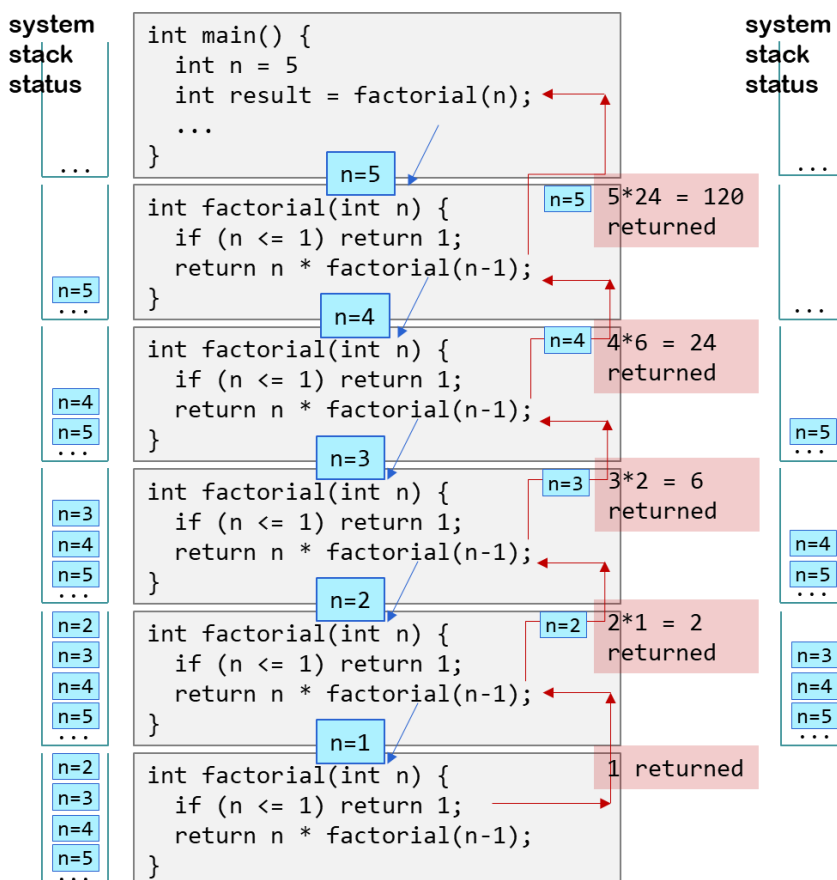 system
stack
status
...
int main() {
int n = 5
int result = factorial(n);
...
}
system
stack
status
...
n=5
n=5
...
int factorial(int n) {
if (n <= 1) return 1;
return n * factorial(n-1);
}
n=5
5*24 = 120
returned
...
n=4
n=4
n=5
...
int factorial(int n) {
if (n <= 1) return 1;
return n * factorial(n-1);
}
n=4
4*6 = 24
returned
n=5
...
n=3
n=3
n=4
n=5
...
int factorial(int n) {
if (n <= 1) return 1;
return n * factorial(n-1);
}
n=3
3*2 = 6
returned
n=4
n=5
...
n=2
n=2
n=3
n=4
n=5
...
int factorial(int n) {
if (n <= 1) return 1;
return n * factorial(n-1);
}
n=2
2*1 = 2
returned
n=3
n=4
n=5
...
n=1
n=2
n=3
n=4
n=5
...
int factorial(int n) {
if (n <= 1) return 1;
return n * factorial(n-1);
}
1 returned